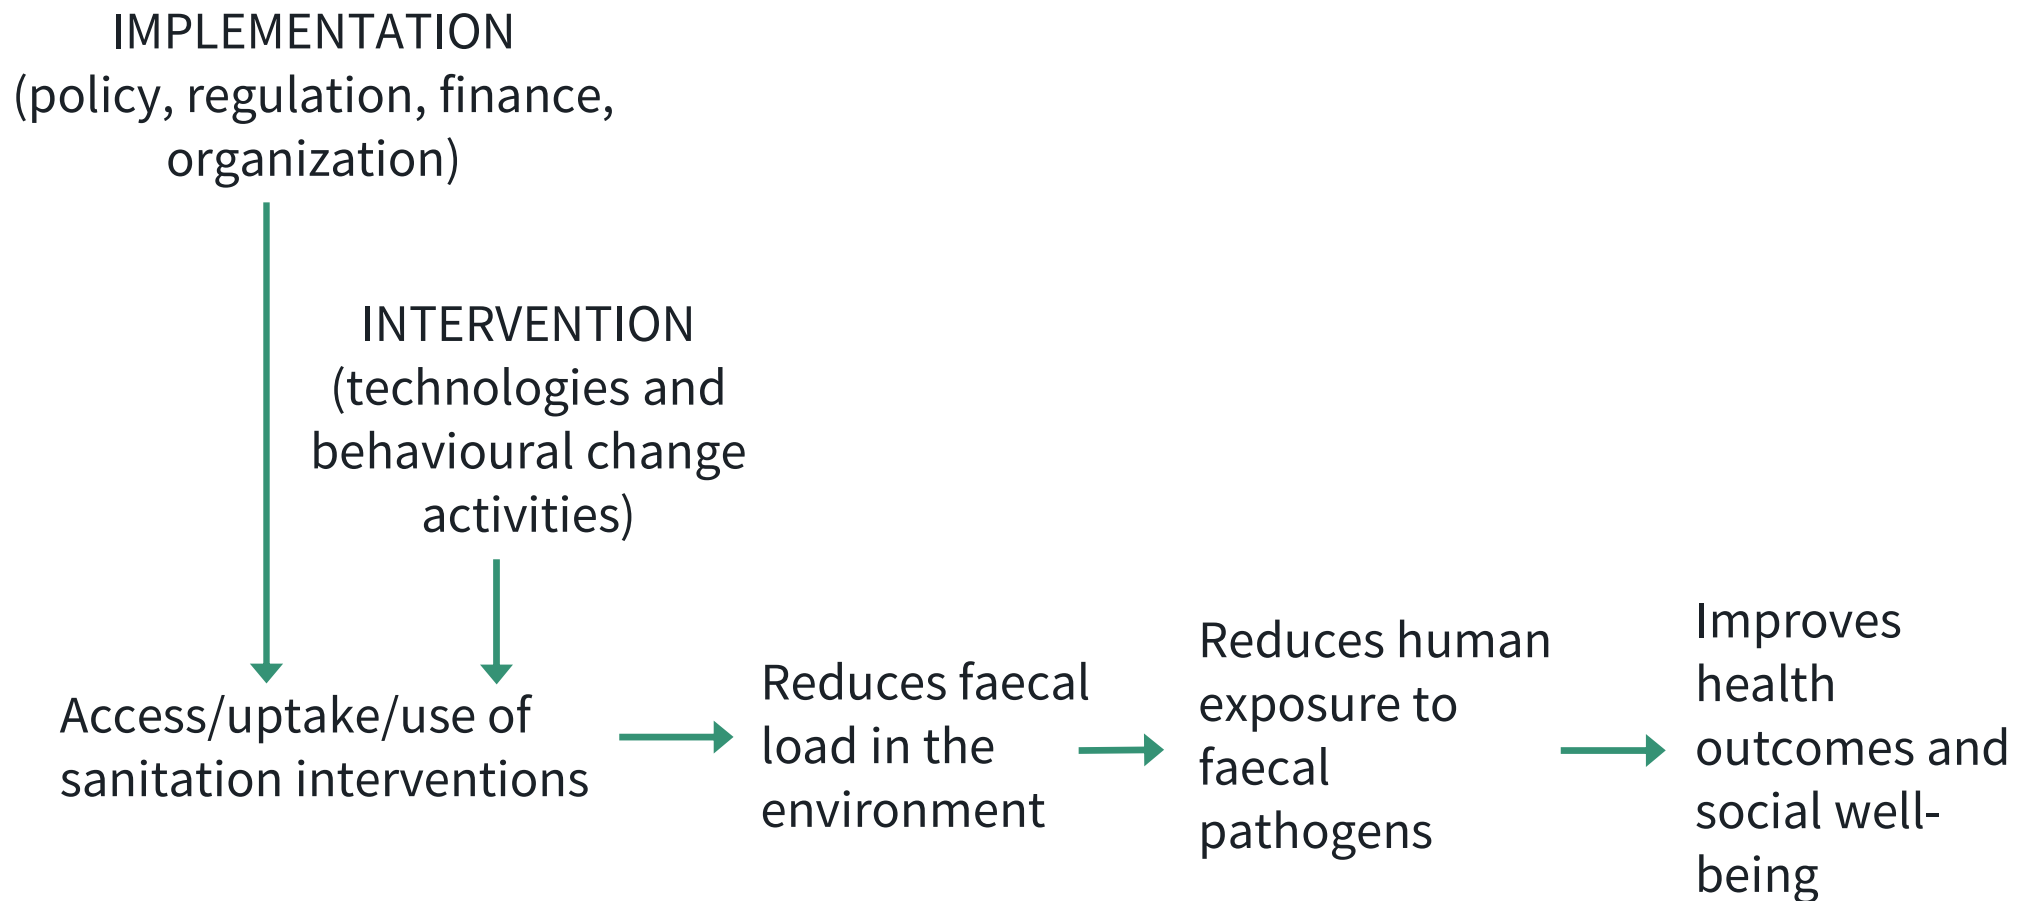 IMPLEMENTATION
(policy, regulation, finance,
organization)
INTERVENTION
(technologies and
behavioural change
activities)
Access/uptake/use of
sanitation interventions
Reduces faecal
load in the
environment
Reduces human
exposure to
faecal
pathogens
Improves
health
outcomes and
social well-
being